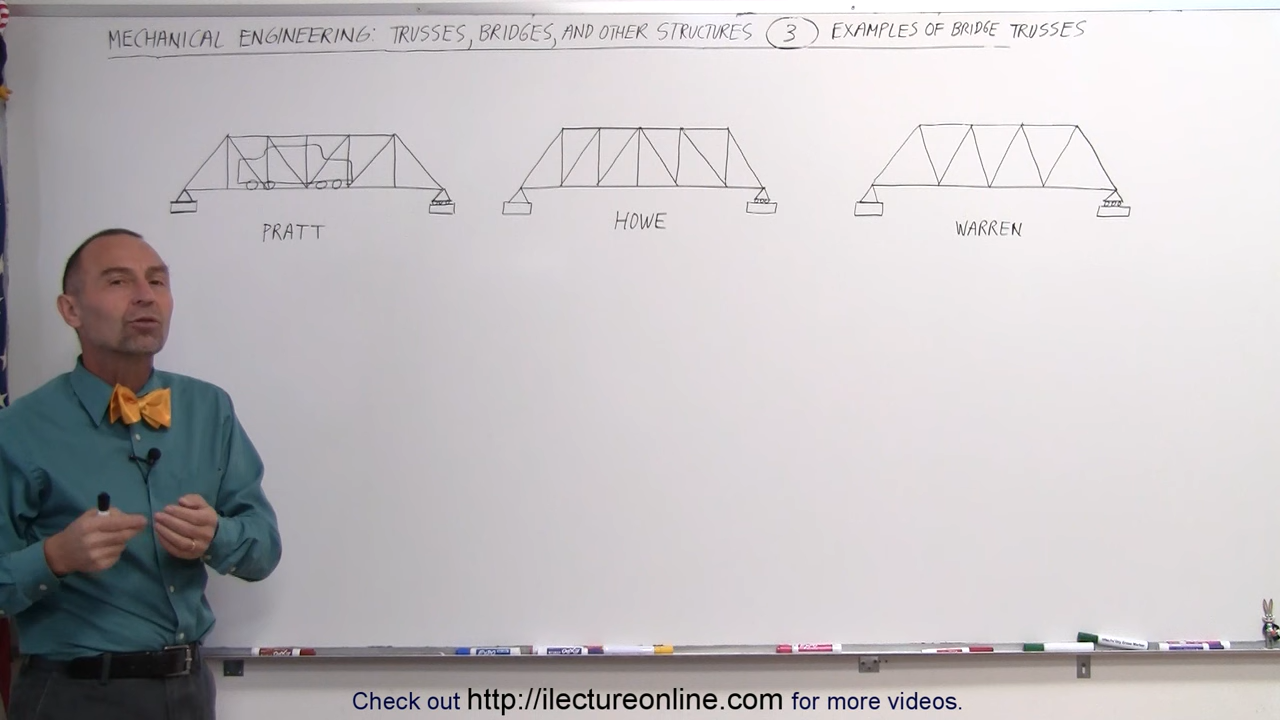 MECHANICAL ENGINEERING: TRUSSES, BRIDGES, AND OTHER STRUCTURES 3 EXAMPLES OF BRIDGE TRUSSES
PRATT
HOWE
WARREN
Check out http://ilectureonline.com for more videos.